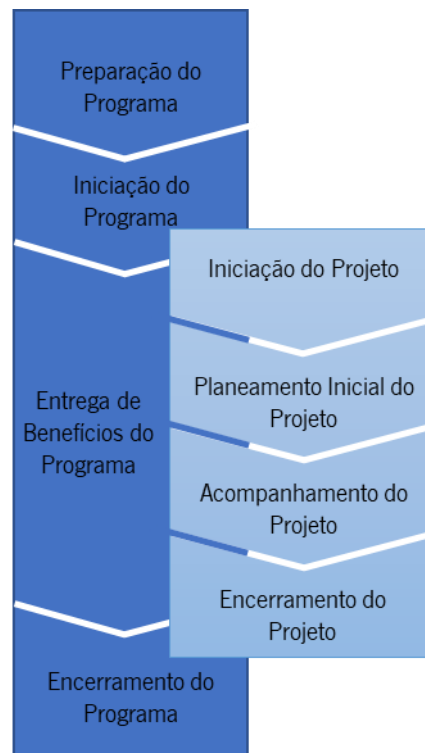 Preparação do
Programa
Iniciação do
Programa
Entrega de
Benefícios do
Programa
Encerramento do
Programa
Iniciação do Projeto
Planeamento Inicial do
Projeto
Acompanhamento do
Projeto
Encerramento do
Projeto